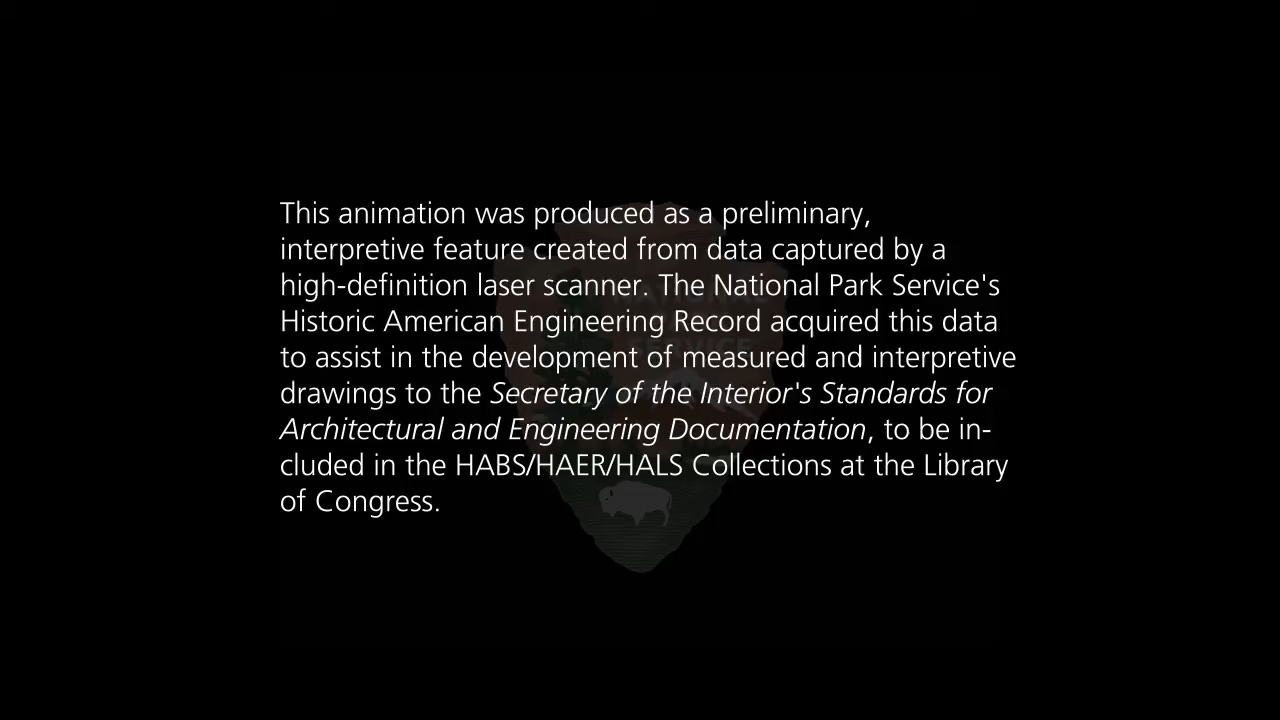 This animation was produced as a preliminary,
interpretive feature created from data captured by a
high-definition laser scanner. The National Park Service's
Historic American Engineering Record acquired this data
to assist in the development of measured and interpretive
drawings to the Secretary of the Interior's Standards for
Architectural and Engineering Documentation, to be in-
cluded in the HABS/HAER/HALS Collections at the Library
of Congress.